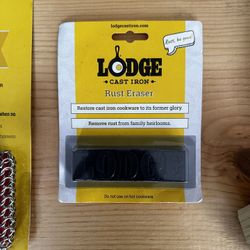 lodgecastiron.com
Rust, be gone!
LODGE
CAST IRON
Rust Eraser
Restore cast iron cookware to its former glory.
Remove rust from family heirlooms.
Do not use on hot cookware.